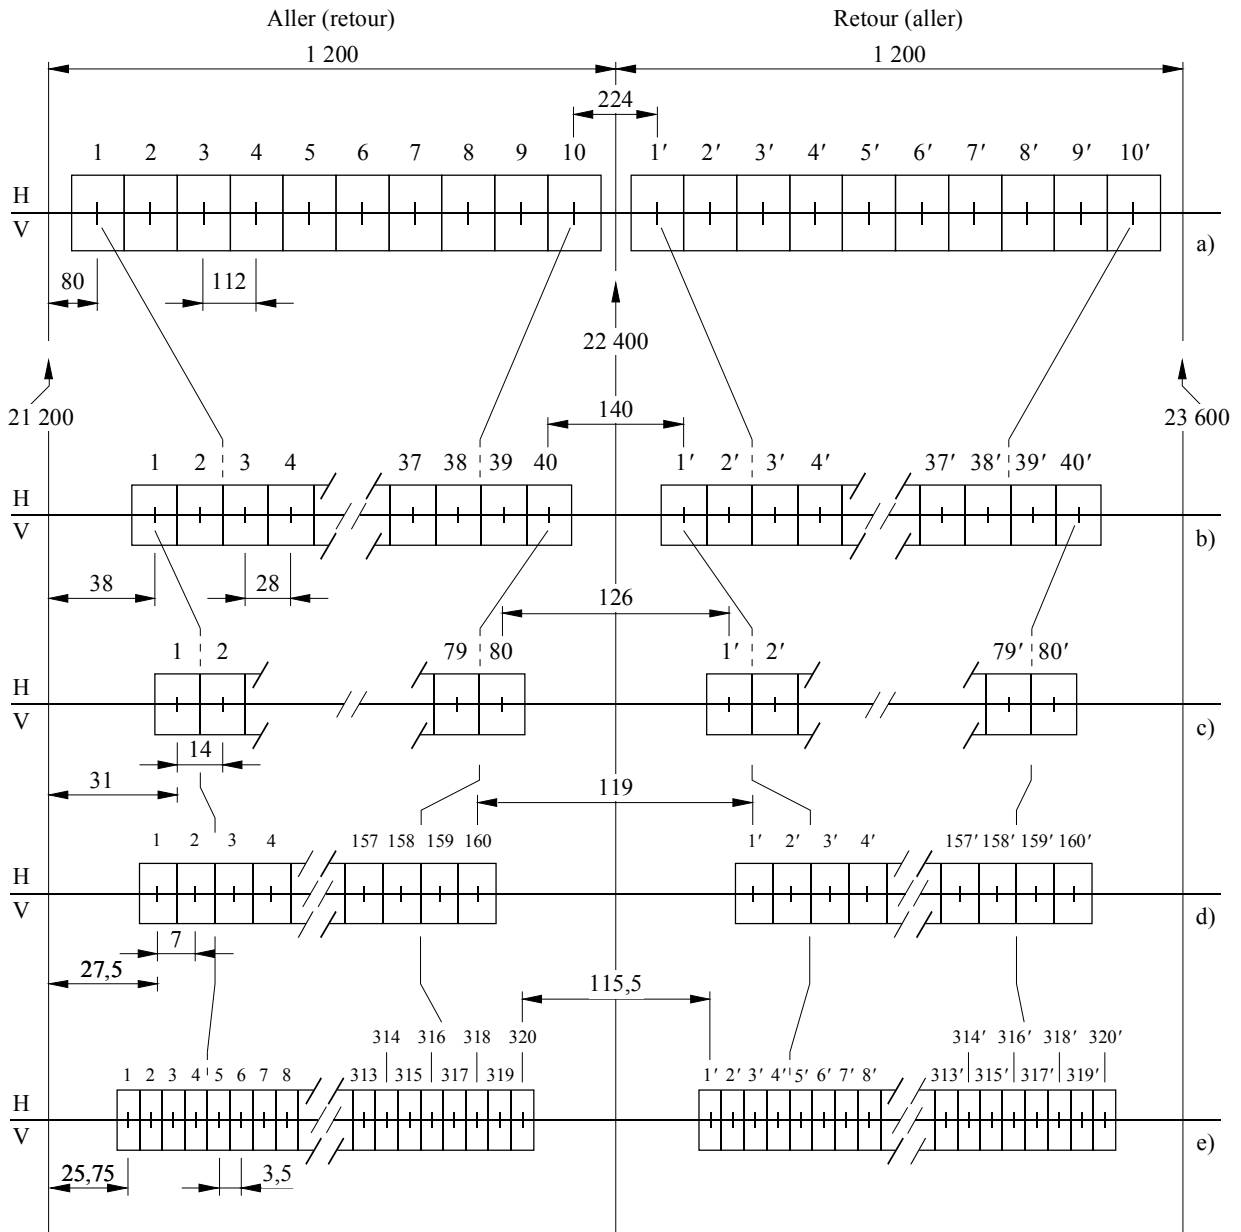 Aller (retour) Retour (aller)
1 200 1 200
224
1 2 3 4 5 6 7 8 9 10 1′ 2′ 3′ 4′ 5′ 6′ 7′ 8′ 9′ 10′
H
V
a)
80 112
22 400
21 200 23 600
140
1 2 3 4 37 38 39 40 1′ 2′ 3′ 4′ 37′ 38′ 39′ 40′
H
V
b)
38 28
126
1 2 79 80 1′ 2′ 79′ 80′
H
V
c)
14
31
119
1 2 3 4 157 158 159 160 1′ 2′ 3′ 4′ 157′ 158′ 159′ 160′
H
V
d)
7
27,5
115,5
314 316 318 320 314′ 316′ 318′ 320′
1 2 3 4 5 6 7 8 313 315 317 319 1′ 2′ 3′ 4′ 5′ 6′ 7′ 8′ 313′ 315′ 317′ 319′
H
V
e)
25,75 3,5